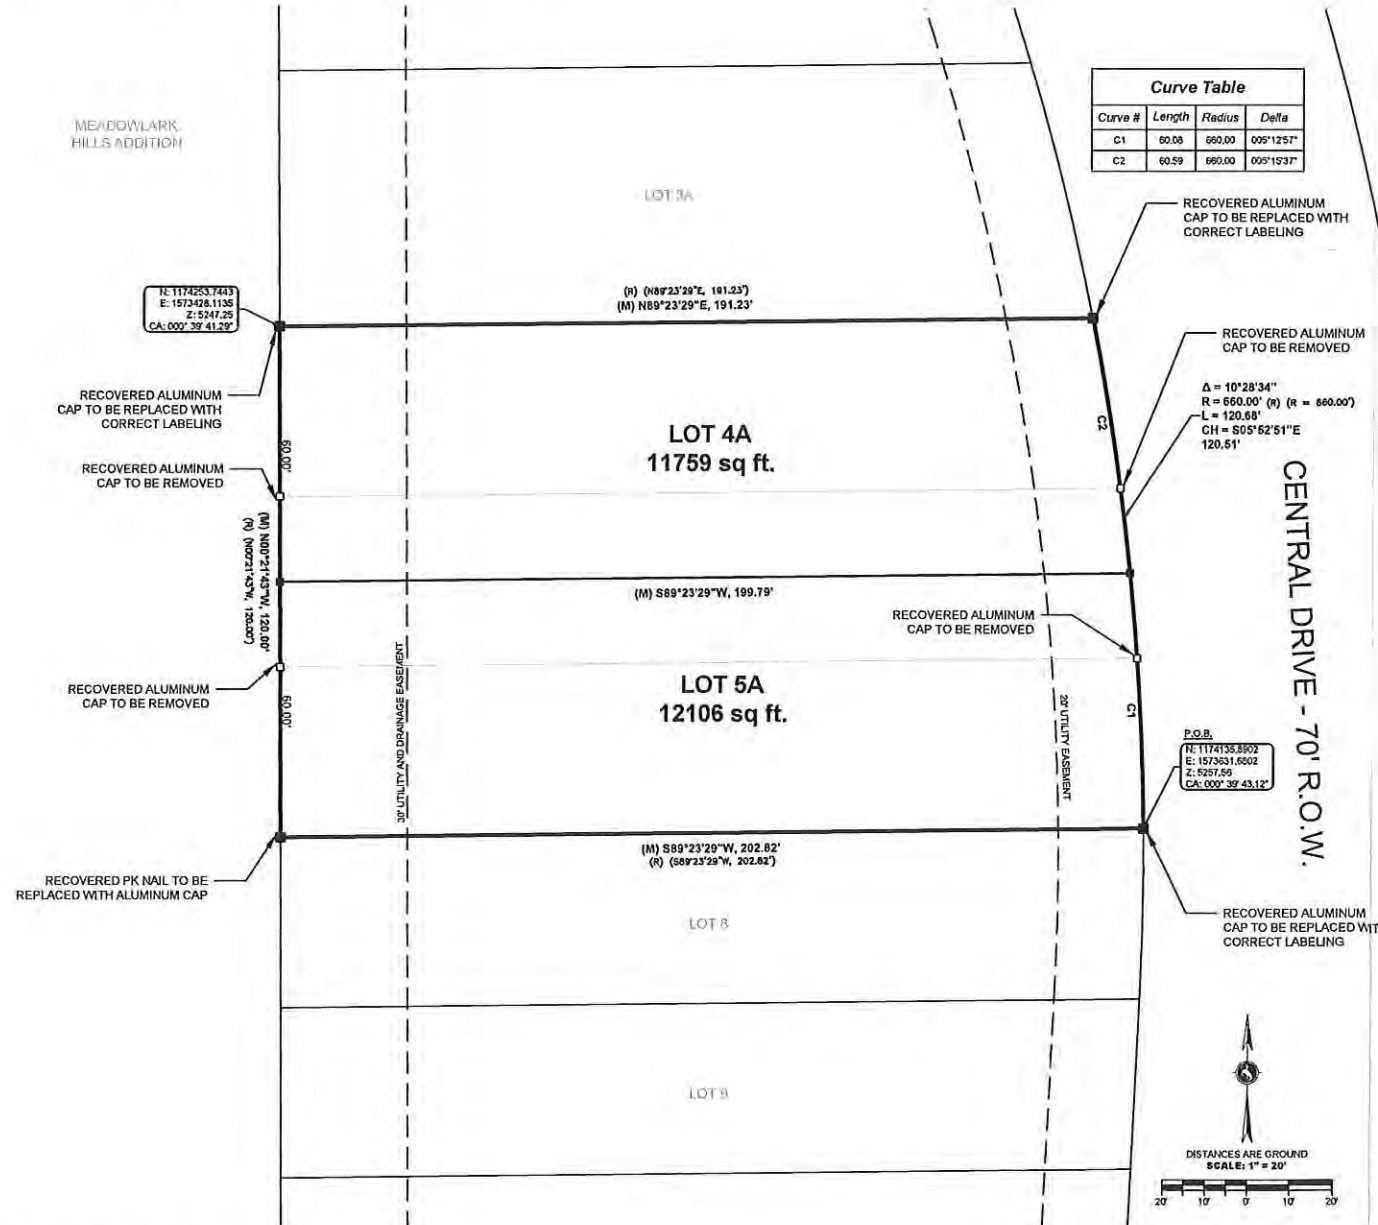 MEADOWLARK
HILLS ADDITION
Curve Table
Curve # Length Radius Delta
C1 60.08 660.00 005°12'57"
C2 60.59 660.00 005°15'37"
LOT 3A
RECOVERED ALUMINUM
CAP TO BE REPLACED WITH
CORRECT LABELING
N: 1174253.7443
E: 1573428.1135
Z: 5247.25
CA: 000° 39' 41.29"
(R) (N89°23'29"E, 191.23')
(M) N89°23'29"E, 191.23'
RECOVERED ALUMINUM
CAP TO BE REMOVED
RECOVERED ALUMINUM
CAP TO BE REPLACED WITH
CORRECT LABELING
Δ = 10°28'34"
R = 660.00' (R) (R = 660.00')
L = 120.68'
CH = S05°52'51"E
120.51'
C2
LOT 4A
11759 sq ft.
60.00'
RECOVERED ALUMINUM
CAP TO BE REMOVED
(M) N00°21'43"W, 120.00'
(R) (N00°21'43"W, 120.00')
(M) S89°23'29"W, 199.79'
RECOVERED ALUMINUM
CAP TO BE REMOVED
CENTRAL DRIVE - 70' R.O.W.
RECOVERED ALUMINUM
CAP TO BE REMOVED
60.00'
30' UTILITY AND DRAINAGE EASEMENT
LOT 5A
12106 sq ft.
20' UTILITY EASEMENT
C1
P.O.B.
N: 1174135.8902
E: 1573631.6802
Z: 5257.56
CA: 000° 39' 43.12"
(M) S89°23'29"W, 202.82'
(R) (S89°23'29"W, 202.82')
RECOVERED PK NAIL TO BE
REPLACED WITH ALUMINUM CAP
LOT 8
RECOVERED ALUMINUM
CAP TO BE REPLACED WIT
CORRECT LABELING
LOT 9
DISTANCES ARE GROUND
SCALE: 1" = 20'
20' 10' 0' 10' 20'